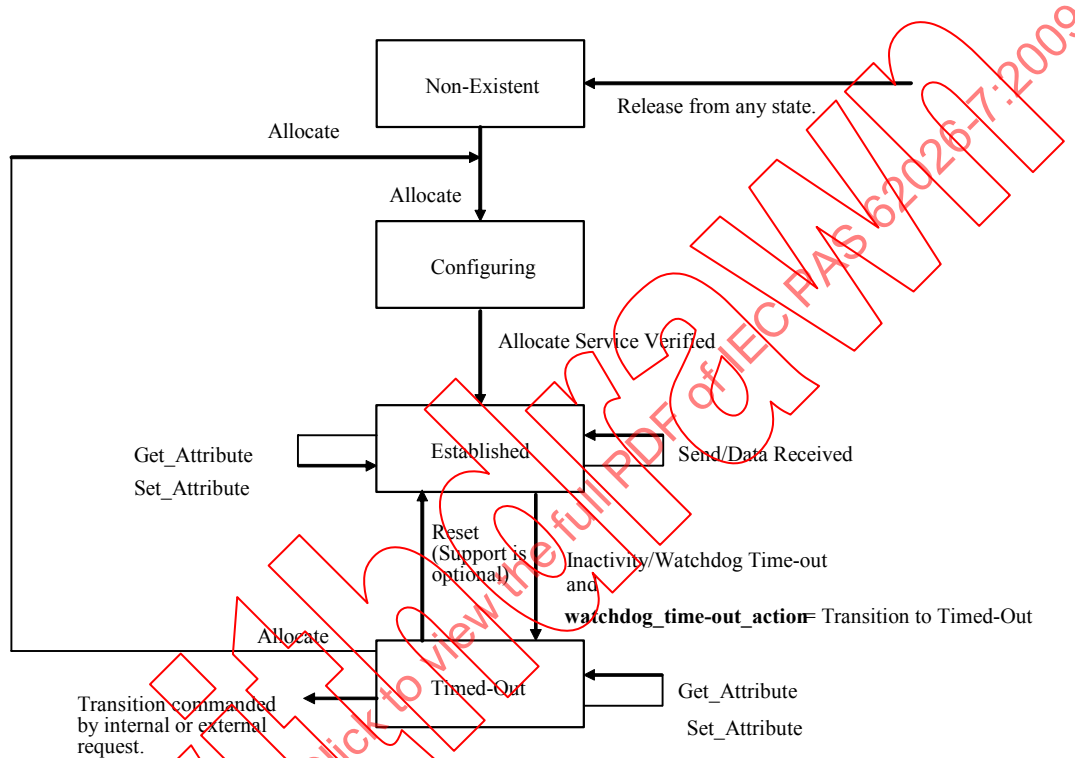 Non-Existent
Release from any state.
Allocate
Allocate
Configuring
Allocate Service Verified
Established
Get_Attribute
Set_Attribute
Send/Data Received
Reset
(Support is
optional)
Inactivity/Watchdog Time-out
and
watchdog_time-out_action= Transition to Timed-Out
Allocate
Timed-Out
Transition commanded
by internal or external
request.
Get_Attribute
Set_Attribute
click to view the full PDF of IEC PAS 62026-7:2009